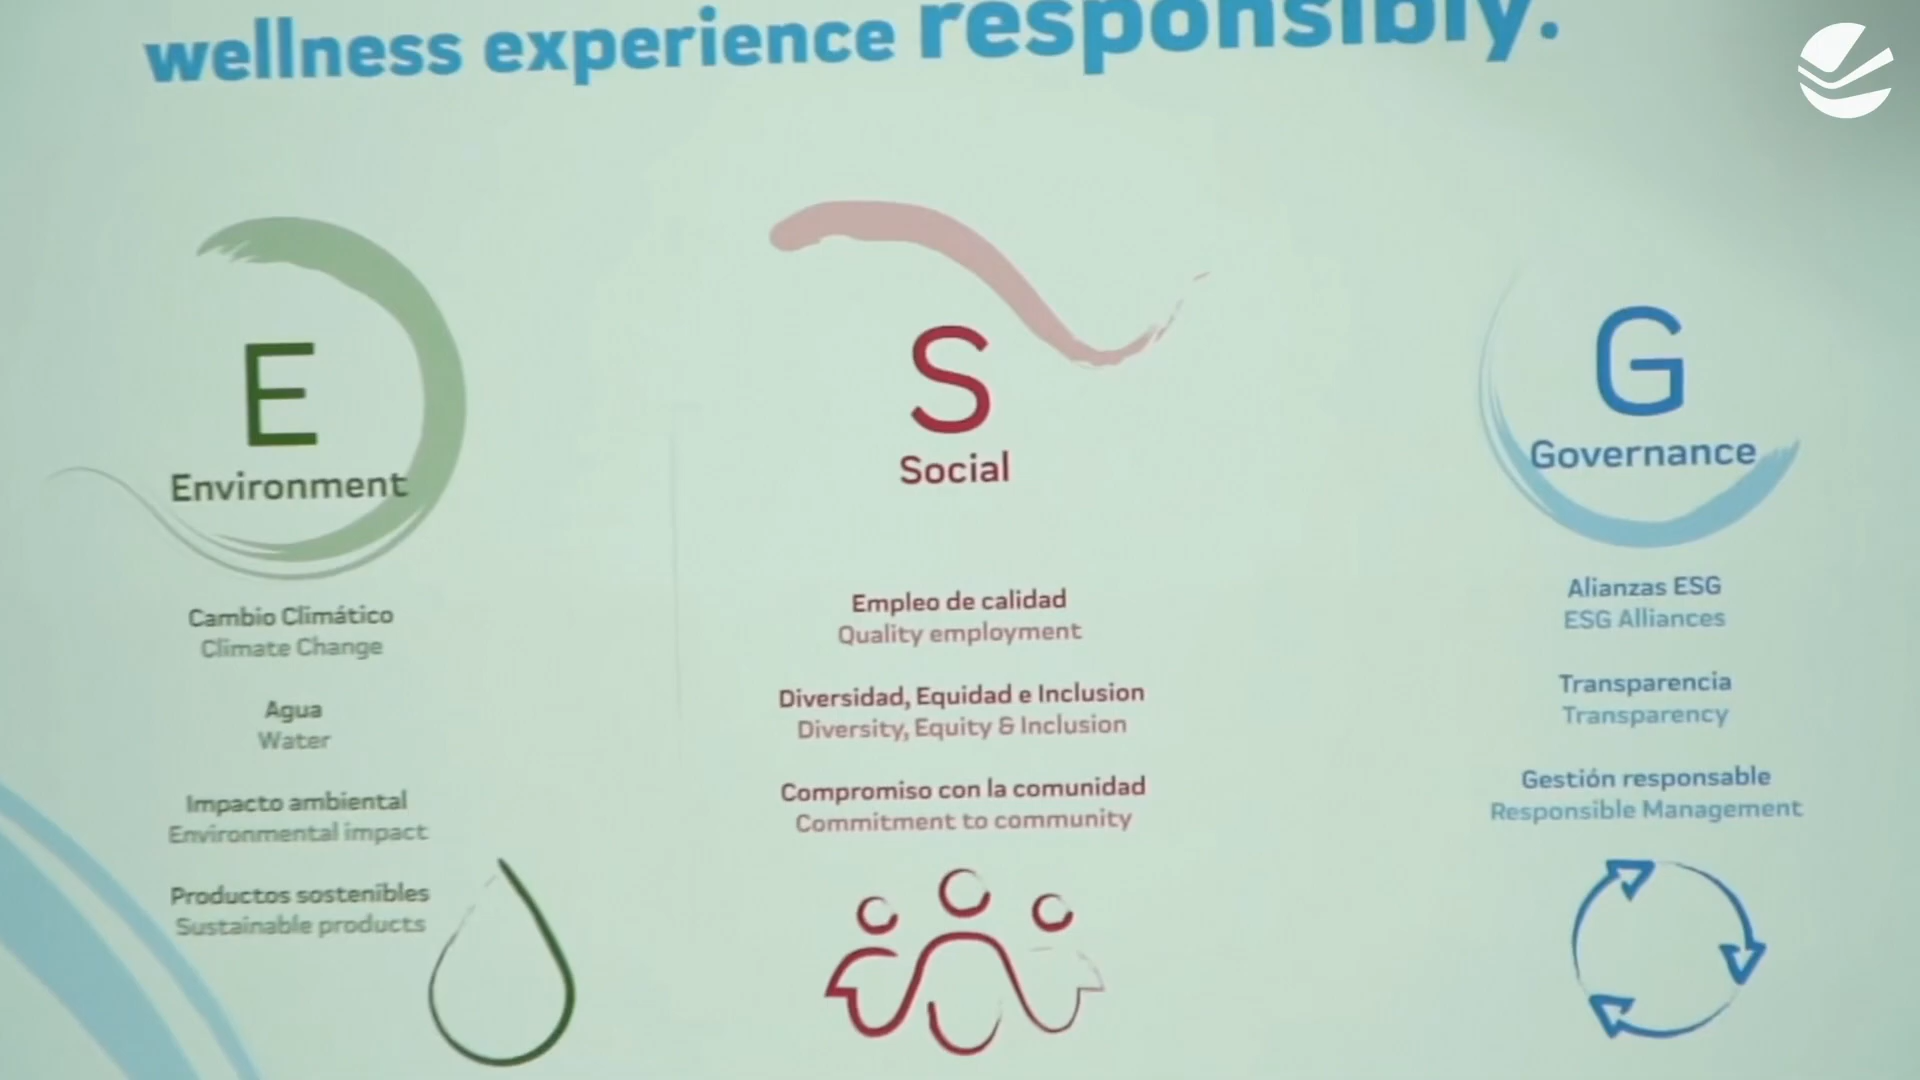 wellness experience responsibly.
E
Environment
Cambio Climático
Climate Change
Agua
Water
Impacto ambiental
Environmental impact
Productos sostenibles
Sustainable products
S
Social
Empleo de calidad
Quality employment
Diversidad, Equidad e Inclusion
Diversity, Equity & Inclusion
Compromiso con la comunidad
Commitment to community
G
Governance
Alianzas ESG
ESG Alliances
Transparencia
Transparency
Gestión responsable
Responsible Management